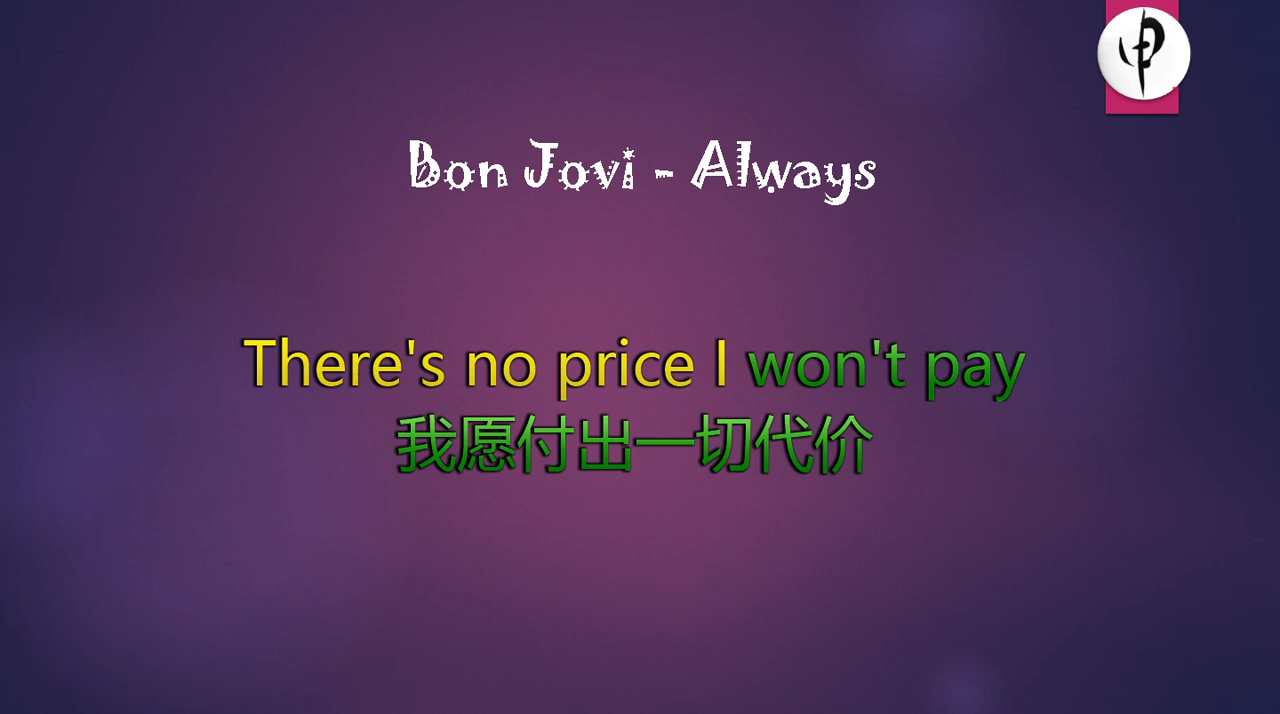 Bon Jovi - Always
There's no price I won't pay
我愿付出一切代价